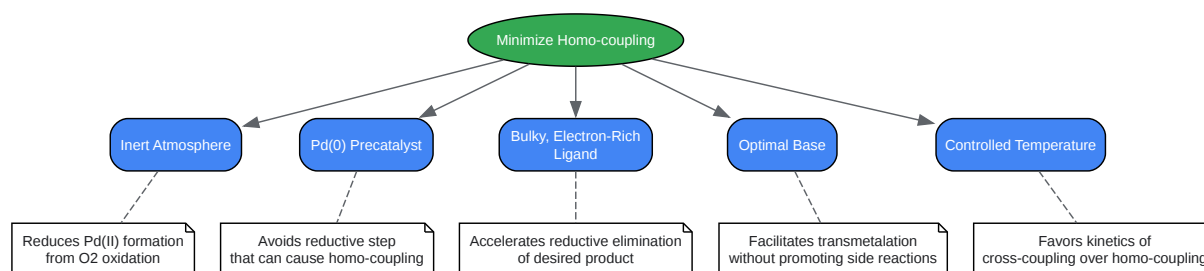 Minimize Homo-coupling
Inert Atmosphere
Pd(0) Precatalyst
Bulky, Electron-Rich
Ligand
Optimal Base
Controlled Temperature
Reduces Pd(II) formation
from O2 oxidation
Avoids reductive step
that can cause homo-coupling
Accelerates reductive elimination
of desired product
Facilitates transmetalation
without promoting side reactions
Favors kinetics of
cross-coupling over homo-coupling